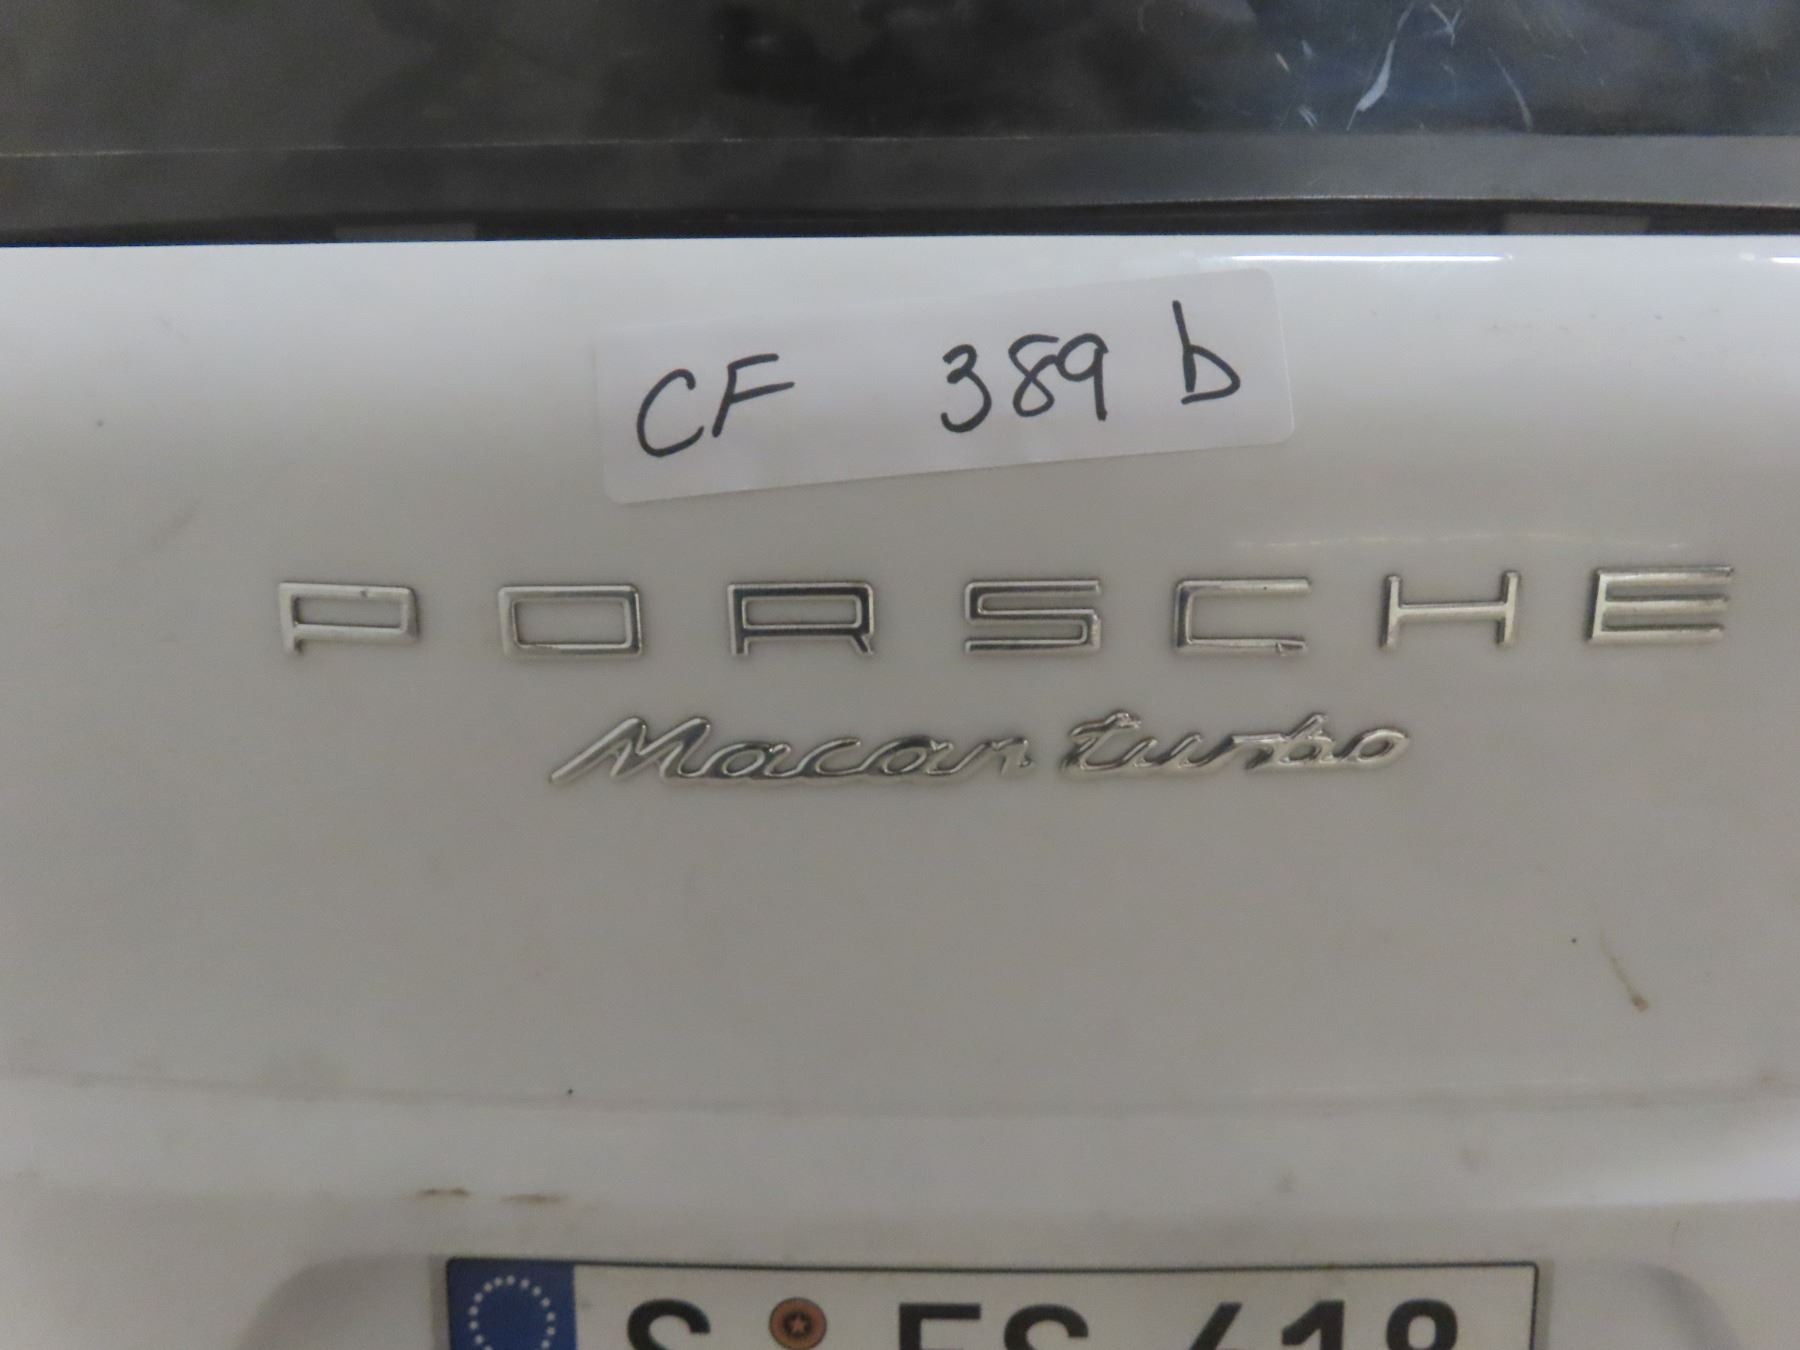 CF 389 b
PORSCHE
Macan turbo
S